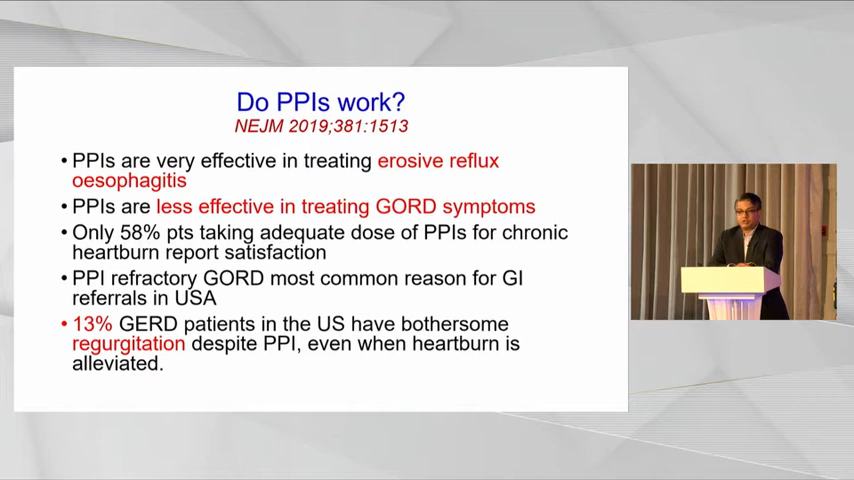 Do PPIs work?
NEJM 2019;381:1513
• PPIs are very effective in treating erosive reflux
oesophagitis
• PPIs are less effective in treating GORD symptoms
• Only 58% pts taking adequate dose of PPIs for chronic
heartburn report satisfaction
• PPI refractory GORD most common reason for GI
referrals in USA
• 13% GERD patients in the US have bothersome
regurgitation despite PPI, even when heartburn is
alleviated.